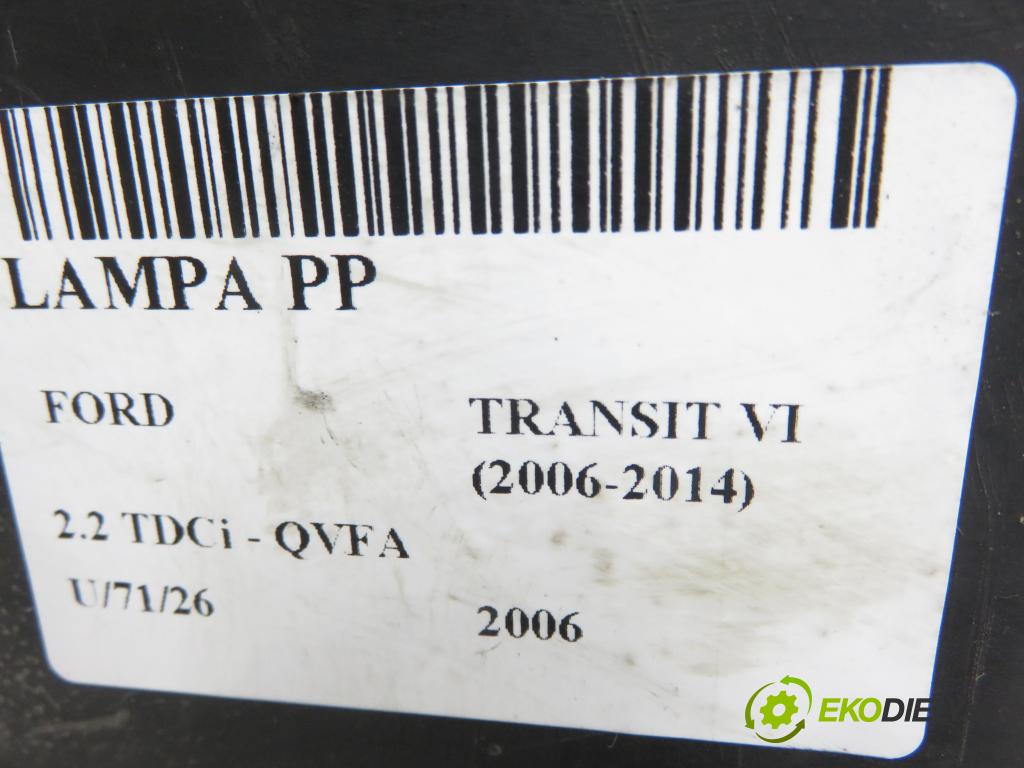 LAMPA PP
FORD
TRANSIT VI
(2006-2014)
2.2 TDCi - QVFA
U/71/26
2006
EKODIE